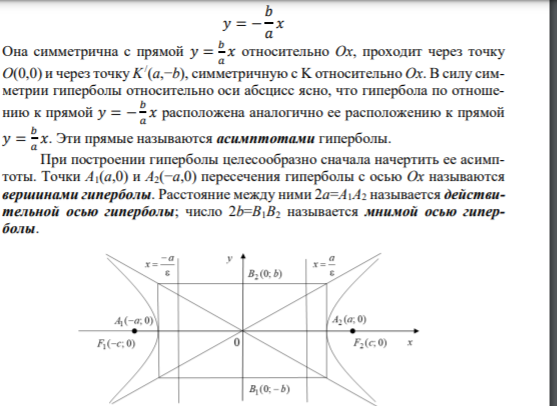 y = −b/a x
Она симметрична с прямой y = b/a x относительно Ox, проходит через точку
O(0,0) и через точку K′(a,−b), симметричную с K относительно Ox. В силу сим-
метрии гиперболы относительно оси абсцисс ясно, что гипербола по отноше-
нию к прямой y = −b/a x расположена аналогично ее расположению к прямой
y = b/a x. Эти прямые называются асимптотами гиперболы.
При построении гиперболы целесообразно сначала начертить ее асимп-
тоты. Точки A₁(a,0) и A₂(−a,0) пересечения гиперболы с осью Ox называются
вершинами гиперболы. Расстояние между ними 2a=A₁A₂ называется действи-
тельной осью гиперболы; число 2b=B₁B₂ называется мнимой осью гипер-
болы.
x = −a/ε
y
x = a/ε
B₂(0; b)
A₁(−a; 0)
A₂(a; 0)
F₁(−c; 0)
0
F₂(c; 0)
x
B₁(0; −b)